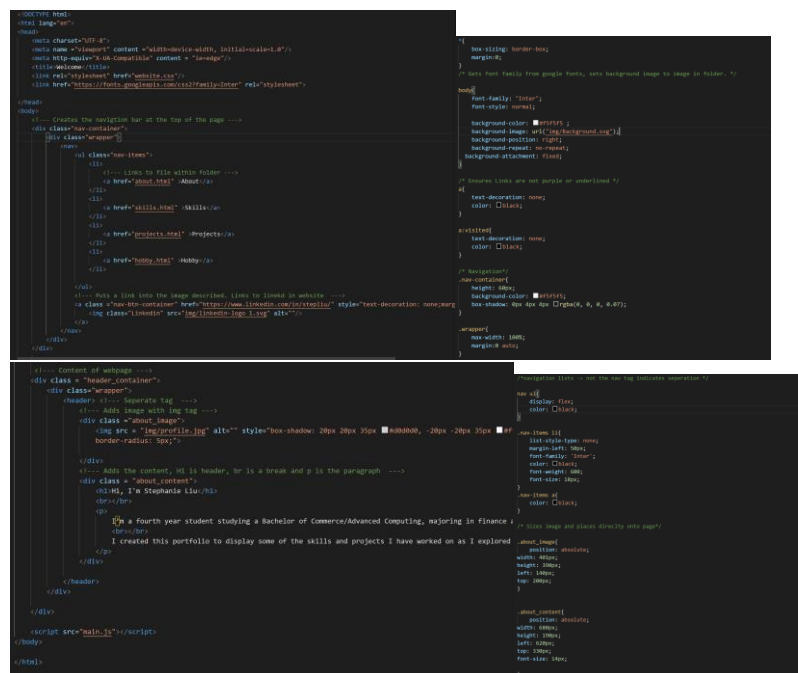 <!DOCTYPE html>
<html lang="en">
<meta charset="UTF-8">
<meta name ="viewport" content ="width=device-width, initial-scale=1.0"/>
<meta http-equiv="X-UA-Compatible" content = "ie=edge"/>
<title>Welcome</title>
<link rel="stylesheet" href="website.css"/>
<link href="https://fonts.googleapis.com/css2?family=Inter" rel="stylesheet">
</head>
<body>
<!--- Creates the navigtion bar at the top of the page --->
<div class="nav-container">
<div class="wrapper">
<nav>
<ul class="nav-items">
<li>
<!--- Links to file within folder --->
<a href="about.html" >About</a>
</li>
<li>
<a href="skills.html" >Skills</a>
</li>
<li>
<a href="projects.html" >Projects</a>
</li>
<li>
<a href="hobby.html" >Hobby</a>
</li>
</ul>
<!--- Puts a link into the image described. Links to linekd in website --->
<a class ="nav-btn-container" href="https://www.linkedin.com/in/stepliu/" style="text-decoration: none;marg
<img class="Linkedin" src="img/linkedin-logo 1.svg" alt=""/>
</a>
</nav>
</div>
</div>
*{
box-sizing: border-box;
margin:0;
}
/* Gets font family from google fonts, sets background image to image in folder. */
body{
font-family: "Inter";
font-style: normal;
background-color: #f5f5f5 ;
background-image: url("img/Background.svg");
background-position: right;
background-repeat: no-repeat;
background-attachment: fixed;
}
/* Ensures Links are not purple or underlined */
a{
text-decoration: none;
color: black;
}
a:visited{
text-decoration: none;
color: black;
}
/* Navigation*/
.nav-container{
height: 60px;
background-color: #f5f5f5;
box-shadow: 0px 4px 4px rgba(0, 0, 0, 0.07);
}
.wrapper{
max-width: 100%;
margin:0 auto;
}
<!--- Content of webpage --->
<div class = "header_container">
<div class="wrapper">
<header> <!--- Seperate tag --->
<!--- Adds image with img tag --->
<div class = "about_image">
<img src = "img/profile.jpg" alt="" style="box-shadow: 20px 20px 35px #d0d0d0, -20px -20px 35px #f
border-radius: 5px;">
</div>
<!--- Adds the content, H1 is header, br is a break and p is the paragraph --->
<div class = "about_content">
<h1>Hi, I'm Stephanie Liu</h1>
<br></br>
<p>
I'm a fourth year student studying a Bachelor of Commerce/Advanced Computing, majoring in finance a
<br></br>
I created this portfolio to display some of the skills and projects I have worked on as I explored
</p>
</div>
</header>
</div>
</div>
<script src="main.js"></script>
</body>
</html>
/*navigation lists -> not the nav tag indicates seperation */
nav ul{
display: flex;
color: black;
}
.nav-items li{
list-style-type: none;
margin-left: 50px;
font-family: 'Inter';
color: black;
font-weight: 600;
font-size: 18px;
}
.nav-items a{
color: black;
}
/* Sizes image and places direclty onto page*/
.about_image{
position: absolute;
width: 401px;
height: 390px;
left: 140px;
top: 200px;
}
.about_content{
position: absolute;
width: 600px;
height: 190px;
left: 620px;
top: 330px;
font-size: 14px;